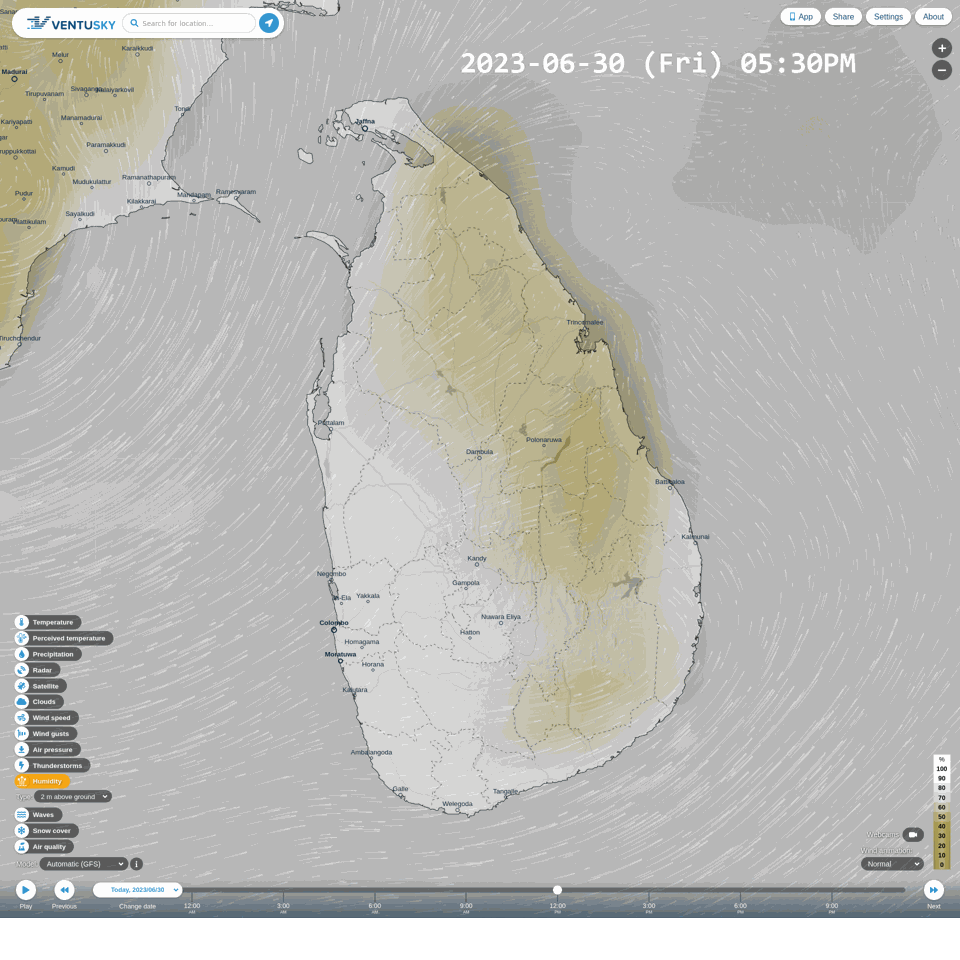 VENTUSKY
Search for location...
App
Share
Settings
About
2023-06-30 (Fri) 05:30PM
Karaikkudi
Melur
Madurai
Tirupuvanam
Sivaganga
Tondi
Kariyapatti
Manamadurai
Jaffna
Paramakkudi
Kamudi
Mudukulattur
Ramanathapuram
Pudur
Mandapam
Rameswaram
Kilakkarai
Sayalkudi
Tiruchchendur
Trincomalee
Puttalam
Polonaruwa
Dambula
Batticaloa
Kalmunai
Kandy
Negombo
Gampola
Ja-Ela
Yakkala
Nuwara Eliya
Colombo
Hatton
Homagama
Moratuwa
Horana
Kalutara
Ambalangoda
Galle
Tangalle
Welegoda
Temperature
Perceived temperature
Precipitation
Radar
Satellite
Clouds
Wind speed
Wind gusts
Air pressure
Thunderstorms
Humidity
Type
2 m above ground
Waves
Snow cover
Air quality
Model
Automatic (GFS)
i
%
100
90
80
70
60
50
40
30
20
10
0
Webcams
Wind animation:
Normal
Play
Previous
Today, 2023/06/30
Change date
12:00
AM
3:00
AM
6:00
AM
9:00
AM
12:00
PM
3:00
PM
6:00
PM
9:00
PM
Next